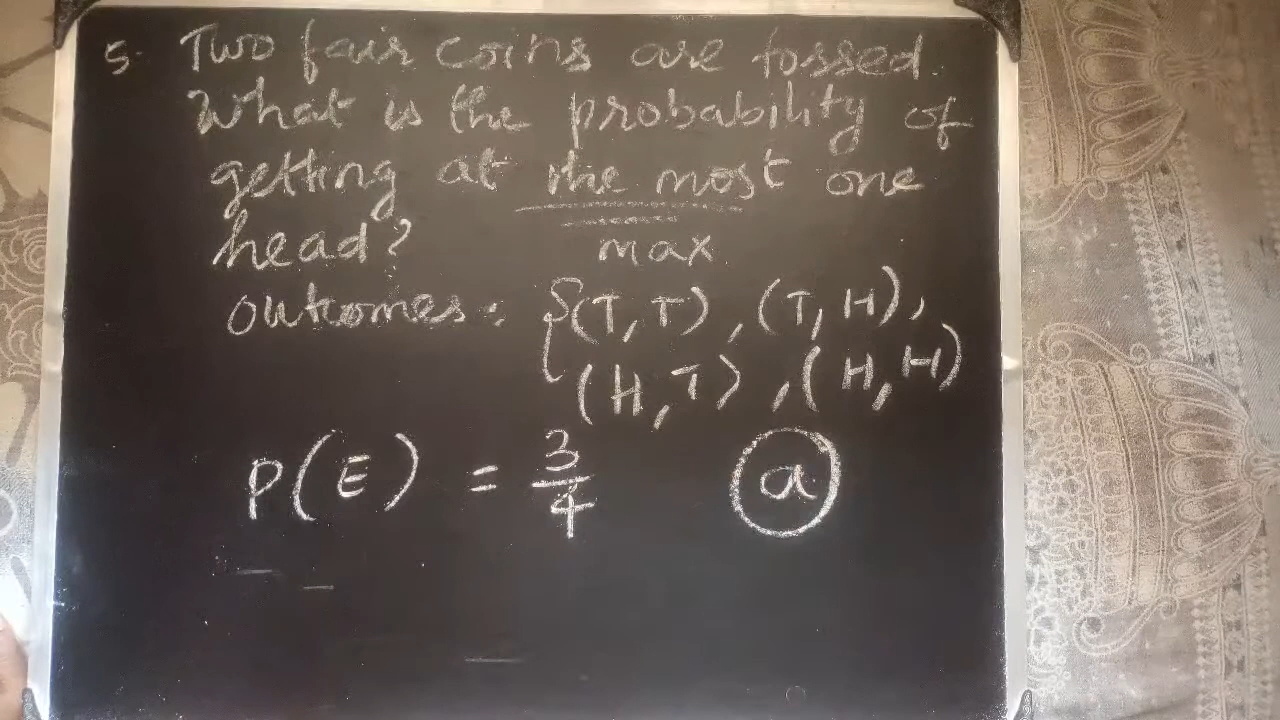 5. Two fair coins are tossed.
What is the probability of
getting at the most one
head? max
outcomes: {(T,T), (T,H),
(H,T), (H,H)
P(E) = 3/4 a